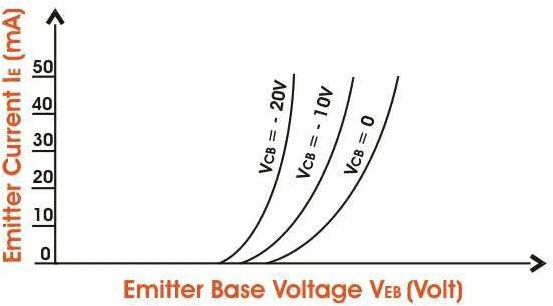 Emitter Current IE (mA)
50
40
30
20
10
0
VCB = - 20V
VCB = - 10V
VCB = 0
Emitter Base Voltage VEB (Volt)